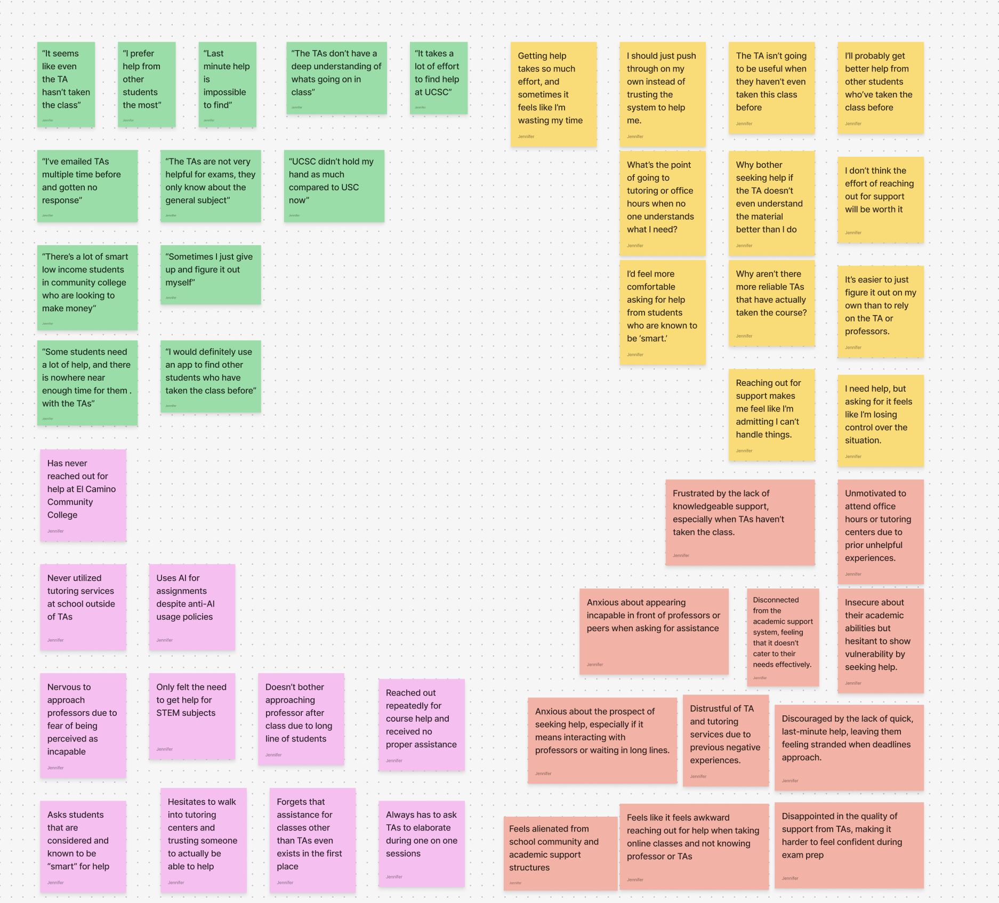 “It seems
like even
the TA
hasn’t taken
the class”
Jennifer
“I prefer
help from
other
students
the most”
Jennifer
“Last
minute help
is
impossible
to find”
Jennifer
“The TAs don’t have a
deep understanding of
whats going on in
class”
Jennifer
“It takes a
lot of effort
to find help
at UCSC”
Jennifer
“I’ve emailed TAs
multiple time before
and gotten no
response”
Jennifer
“The TAs are not very
helpful for exams, they
only know about the
general subject”
Jennifer
“UCSC didn’t hold my
hand as much
compared to USC
now”
Jennifer
“There’s a lot of smart
low income students
in community college
who are looking to
make money”
Jennifer
“Sometimes I just give
up and figure it out
myself”
Jennifer
“Some students need
a lot of help, and there
is nowhere near
enough time for them .
with the TAs”
Jennifer
“I would definitely use
an app to find other
students who have
taken the class before”
Jennifer
Getting help
takes so much
effort, and
sometimes it
feels like I’m
wasting my time
Jennifer
I should just push
through on my
own instead of
trusting the
system to help
me.
Jennifer
The TA isn’t going
to be useful when
they haven’t even
taken this class
before
Jennifer
I’ll probably get
better help from
other students
who’ve taken the
class before
Jennifer
What’s the point
of going to
tutoring or office
hours when no
one understands
what I need?
Jennifer
Why bother
seeking help if
the TA doesn’t
even understand
the material
better than I do
Jennifer
I don’t think the
effort of reaching
out for support
will be worth it
Jennifer
I’d feel more
comfortable
asking for help
from students
who are known to
be ‘smart.’
Jennifer
Why aren’t there
more reliable TAs
that have actually
taken the course?
Jennifer
It’s easier to just
figure it out on my
own than to rely
on the TA or
professors.
Jennifer
Reaching out for
support makes
me feel like I’m
admitting I can’t
handle things.
Jennifer
I need help, but
asking for it feels
like I’m losing
control over the
situation.
Jennifer
Has never
reached out for
help at El Camino
Community
College
Jennifer
Never utilized
tutoring services
at school outside
of TAs
Jennifer
Uses AI for
assignments
despite anti-AI
usage policies
Jennifer
Nervous to
approach
professors due to
fear of being
perceived as
incapable
Jennifer
Only felt the need
to get help for
STEM subjects
Jennifer
Doesn’t bother
approaching
professor after
class due to long
line of students
Jennifer
Reached out
repeatedly for
course help and
received no
proper assistance
Jennifer
Asks students
that are
considered and
known to be
“smart” for help
Jennifer
Hesitates to walk
into tutoring
centers and
trusting someone
to actually be
able to help
Jennifer
Forgets that
assistance for
classes other
than TAs even
exists in the first
place
Jennifer
Always has to ask
TAs to elaborate
during one on one
sessions
Jennifer
Frustrated by the lack of
knowledgeable support,
especially when TAs haven’t
taken the class.
Jennifer
Unmotivated to
attend office
hours or tutoring
centers due to
prior unhelpful
experiences.
Jennifer
Anxious about appearing
incapable in front of professors or
peers when asking for assistance
Jennifer
Disconnected
from the
academic support
system, feeling
that it doesn’t
cater to their
needs effectively.
Jennifer
Insecure about
their academic
abilities but
hesitant to show
vulnerability by
seeking help.
Jennifer
Anxious about the prospect of
seeking help, especially if it
means interacting with
professors or waiting in long lines.
Jennifer
Distrustful of TA
and tutoring
services due to
previous negative
experiences.
Jennifer
Discouraged by the lack of quick,
last-minute help, leaving them
feeling stranded when deadlines
approach.
Jennifer
Feels alienated from
school community and
academic support
structures
Jennifer
Feels like it feels awkward
reaching out for help when taking
online classes and not knowing
professor or TAs
Jennifer
Disappointed in the quality of
support from TAs, making it
harder to feel confident during
exam prep
Jennifer